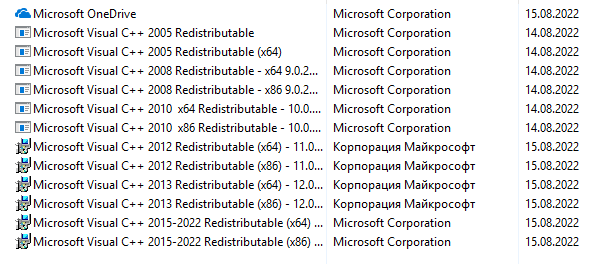 Microsoft OneDrive Microsoft Corporation 15.08.2022
Microsoft Visual C++ 2005 Redistributable Microsoft Corporation 14.08.2022
Microsoft Visual C++ 2005 Redistributable (x64) Microsoft Corporation 14.08.2022
Microsoft Visual C++ 2008 Redistributable - x64 9.0.2... Microsoft Corporation 14.08.2022
Microsoft Visual C++ 2008 Redistributable - x86 9.0.2... Microsoft Corporation 14.08.2022
Microsoft Visual C++ 2010 x64 Redistributable - 10.0.... Microsoft Corporation 14.08.2022
Microsoft Visual C++ 2010 x86 Redistributable - 10.0.... Microsoft Corporation 14.08.2022
Microsoft Visual C++ 2012 Redistributable (x64) - 11.0... Корпорация Майкрософт 15.08.2022
Microsoft Visual C++ 2012 Redistributable (x86) - 11.0... Корпорация Майкрософт 15.08.2022
Microsoft Visual C++ 2013 Redistributable (x64) - 12.0... Корпорация Майкрософт 15.08.2022
Microsoft Visual C++ 2013 Redistributable (x86) - 12.0... Корпорация Майкрософт 15.08.2022
Microsoft Visual C++ 2015-2022 Redistributable (x64) ... Microsoft Corporation 15.08.2022
Microsoft Visual C++ 2015-2022 Redistributable (x86) ... Microsoft Corporation 15.08.2022